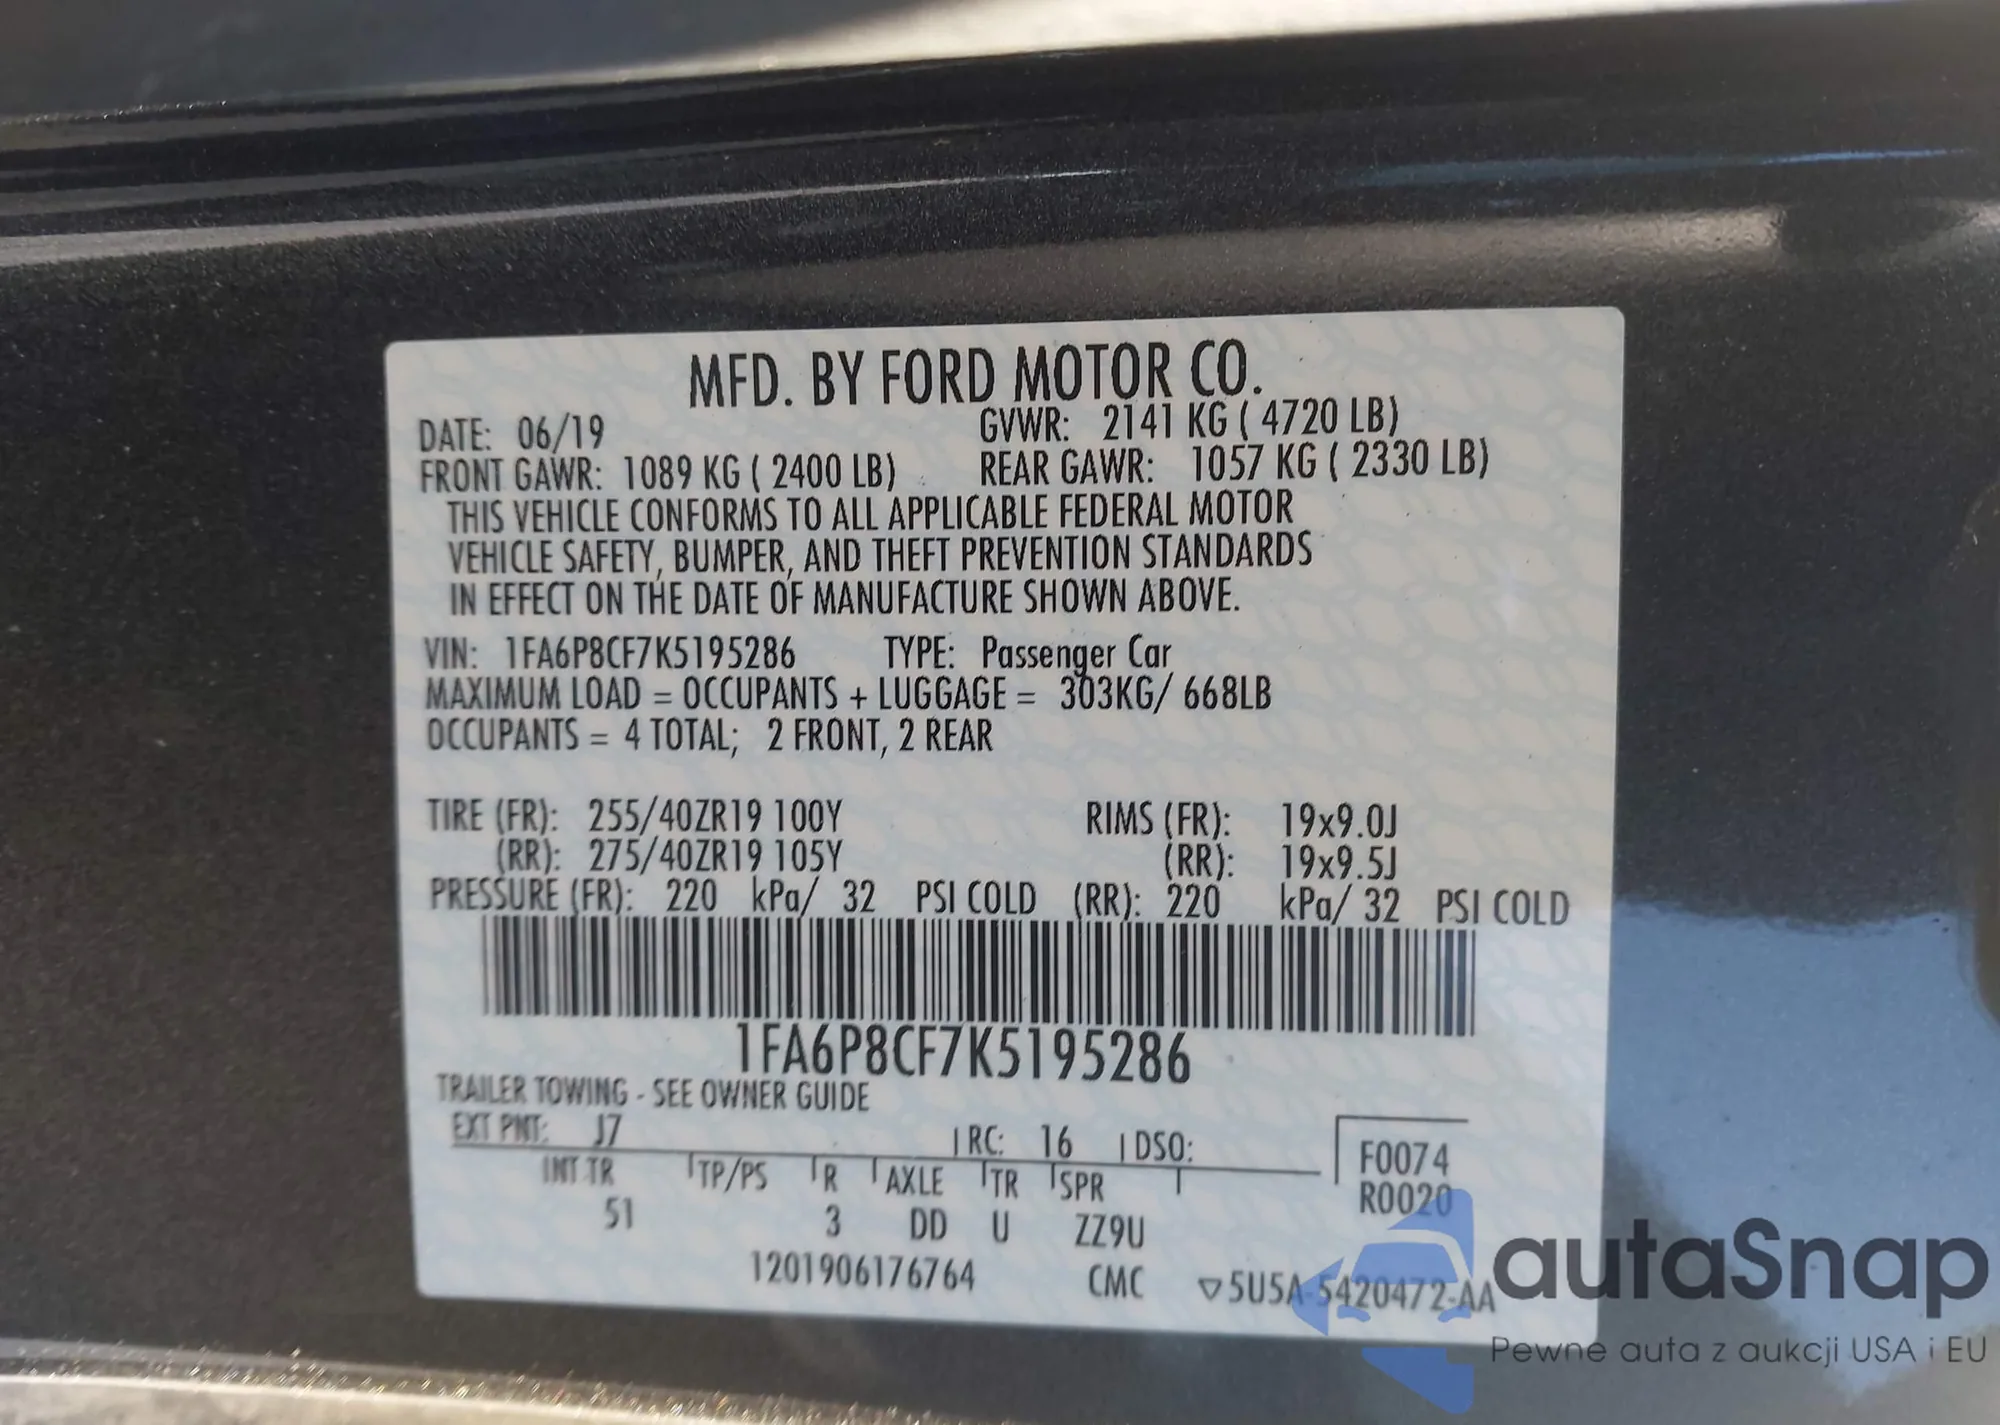 MFD. BY FORD MOTOR CO.
DATE: 06/19 GVWR: 2141 KG ( 4720 LB)
FRONT GAWR: 1089 KG ( 2400 LB) REAR GAWR: 1057 KG ( 2330 LB)
THIS VEHICLE CONFORMS TO ALL APPLICABLE FEDERAL MOTOR
VEHICLE SAFETY, BUMPER, AND THEFT PREVENTION STANDARDS
IN EFFECT ON THE DATE OF MANUFACTURE SHOWN ABOVE.
VIN: 1FA6P8CF7K5195286 TYPE: Passenger Car
MAXIMUM LOAD = OCCUPANTS + LUGGAGE = 303KG/ 668LB
OCCUPANTS = 4 TOTAL; 2 FRONT, 2 REAR
TIRE (FR): 255/40ZR19 100Y RIMS (FR): 19x9.0J
(RR): 275/40ZR19 105Y (RR): 19x9.5J
PRESSURE (FR): 220 kPa/ 32 PSI COLD (RR): 220 kPa/ 32 PSI COLD
1FA6P8CF7K5195286
TRAILER TOWING - SEE OWNER GUIDE
EXT PNT: J7 RC: 16 DSO: F0074
INT TR TP/PS R AXLE TR SPR R0020
51 3 DD U ZZ9U
1201906176764 CMC ▽5U5A-5420472-AA
autaSnap
Pewne auta z aukcji USA i EU